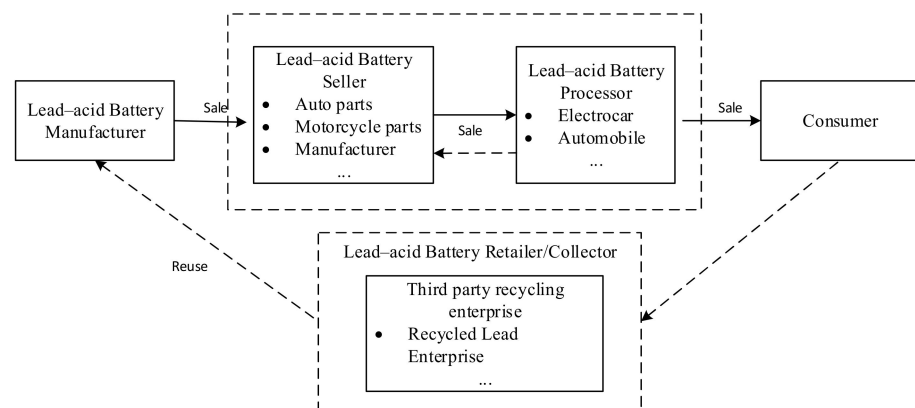 Lead–acid Battery
Manufacturer
Sale
Lead–acid Battery
Seller
• Auto parts
• Motorcycle parts
• Manufacturer
...
Sale
Lead–acid Battery
Processor
• Electrocar
• Automobile
...
Sale
Consumer
Reuse
Lead–acid Battery Retailer/Collector
Third party recycling
enterprise
• Recycled Lead
Enterprise
...